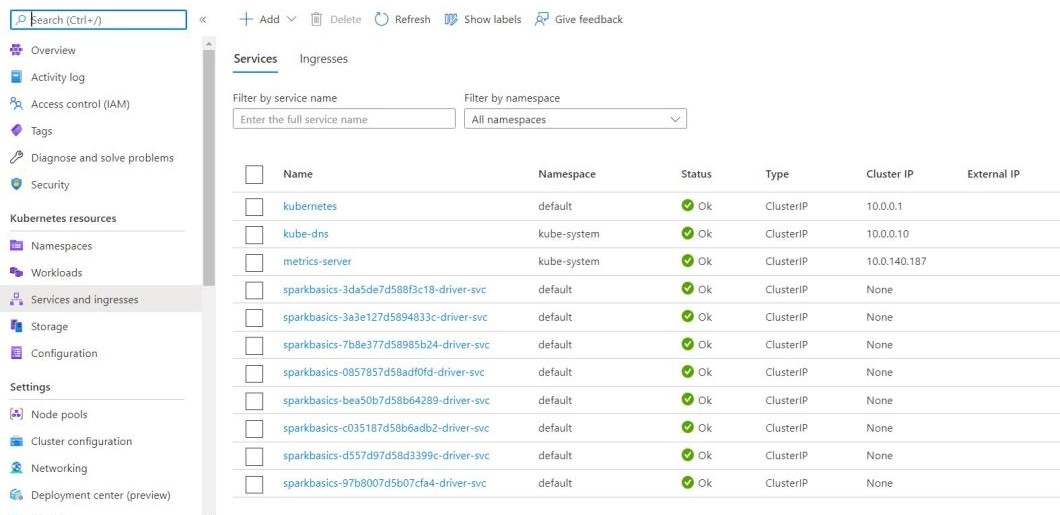 Search (Ctrl+/)
«
Overview
Activity log
Access control (IAM)
Tags
Diagnose and solve problems
Security
Kubernetes resources
Namespaces
Workloads
Services and ingresses
Storage
Configuration
Settings
Node pools
Cluster configuration
Networking
Deployment center (preview)
Add Delete Refresh Show labels Give feedback
Services Ingresses
Filter by service name Filter by namespace
Enter the full service name All namespaces
Name Namespace Status Type Cluster IP External IP
kubernetes default Ok ClusterIP 10.0.0.1
kube-dns kube-system Ok ClusterIP 10.0.0.10
metrics-server kube-system Ok ClusterIP 10.0.140.187
sparkbasics-3da5de7d588f3c18-driver-svc default Ok ClusterIP None
sparkbasics-3a3e127d5894833c-driver-svc default Ok ClusterIP None
sparkbasics-7b8e377d58985b24-driver-svc default Ok ClusterIP None
sparkbasics-0857857d58adf0fd-driver-svc default Ok ClusterIP None
sparkbasics-bea50b7d58b64289-driver-svc default Ok ClusterIP None
sparkbasics-c035187d58b6adb2-driver-svc default Ok ClusterIP None
sparkbasics-d557d97d58d3399c-driver-svc default Ok ClusterIP None
sparkbasics-97b8007d5b07cfa4-driver-svc default Ok ClusterIP None